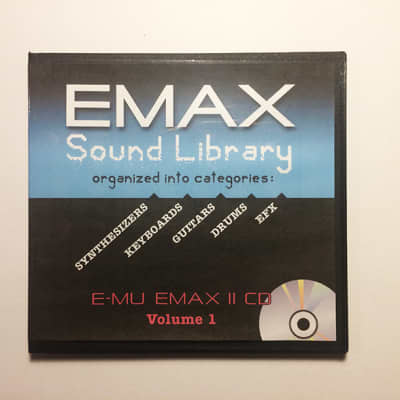 EMAX
Sound Library
organized into categories:
SYNTHESIZERS
KEYBOARDS
GUITARS
DRUMS
EFX
E-MU EMAX II CD
Volume 1